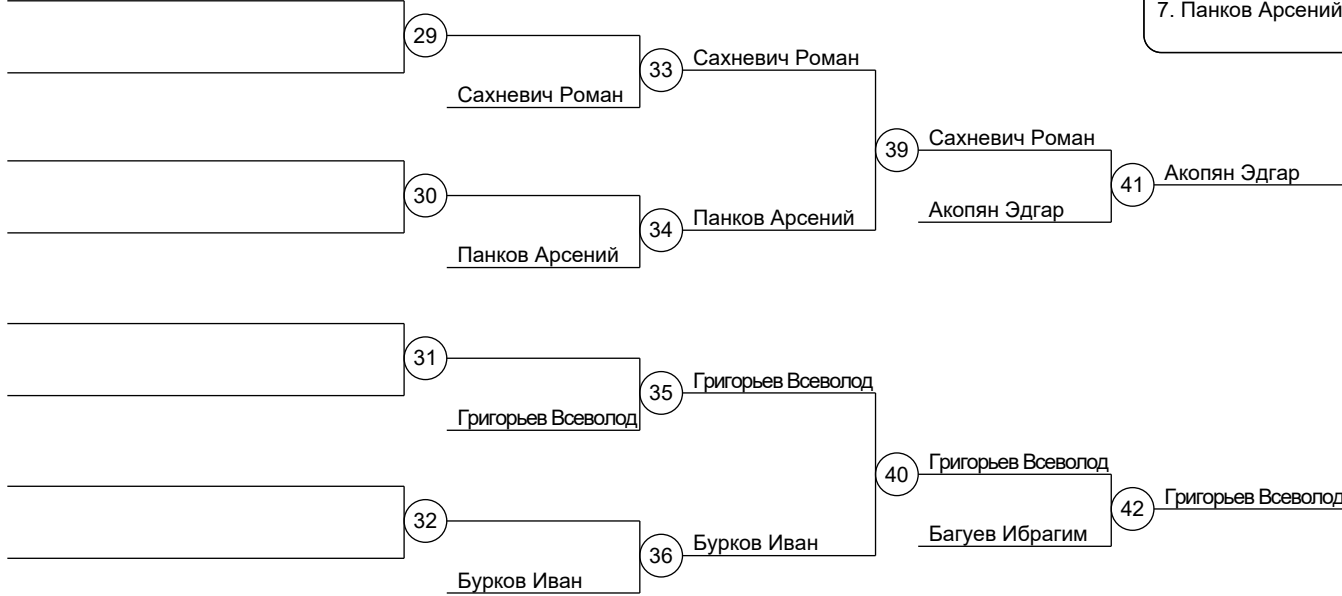 7. Панков Арсений
29
33
Сахневич Роман
Сахневич Роман
39
Сахневич Роман
41
Акопян Эдгар
Акопян Эдгар
30
34
Панков Арсений
Панков Арсений
31
35
Григорьев Всеволод
Григорьев Всеволод
40
Григорьев Всеволод
42
Григорьев Всеволод
Багуев Ибрагим
32
36
Бурков Иван
Бурков Иван